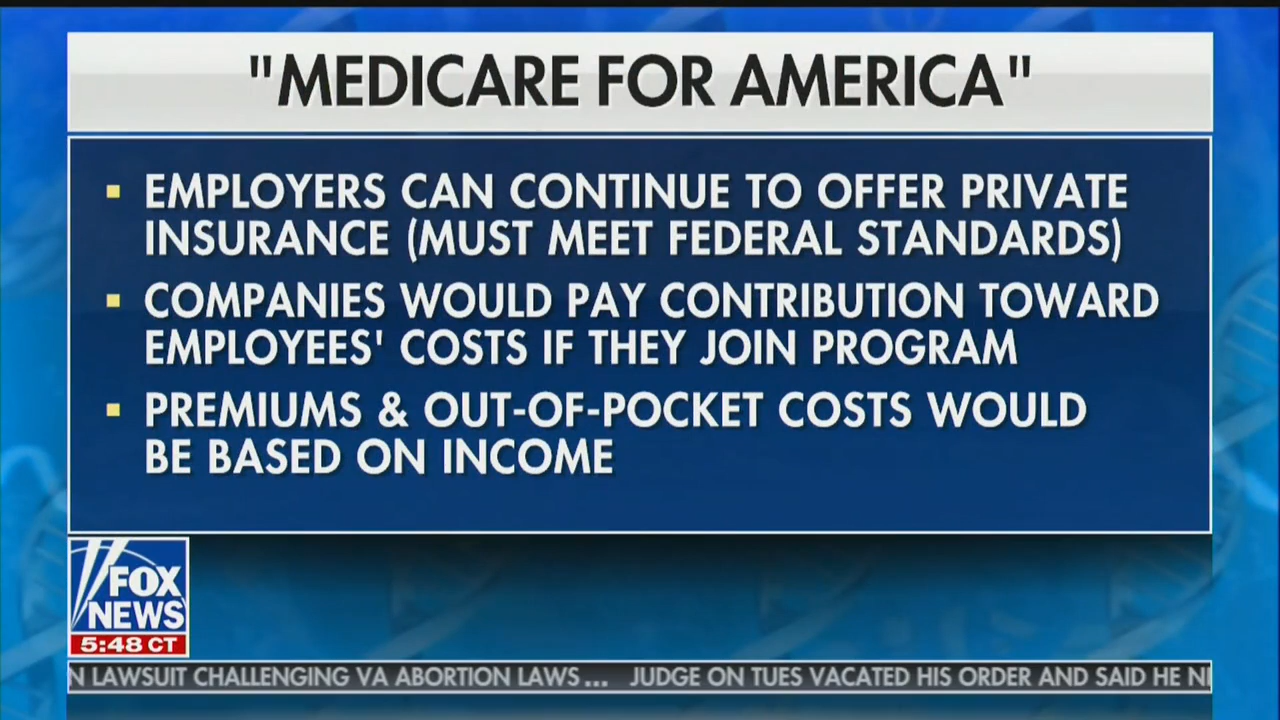 "MEDICARE FOR AMERICA"
EMPLOYERS CAN CONTINUE TO OFFER PRIVATE
INSURANCE (MUST MEET FEDERAL STANDARDS)
COMPANIES WOULD PAY CONTRIBUTION TOWARD
EMPLOYEES' COSTS IF THEY JOIN PROGRAM
PREMIUMS & OUT-OF-POCKET COSTS WOULD
BE BASED ON INCOME
FOX
NEWS
5:48 CT
N LAWSUIT CHALLENGING VA ABORTION LAWS... JUDGE ON TUES VACATED HIS ORDER AND SAID HE